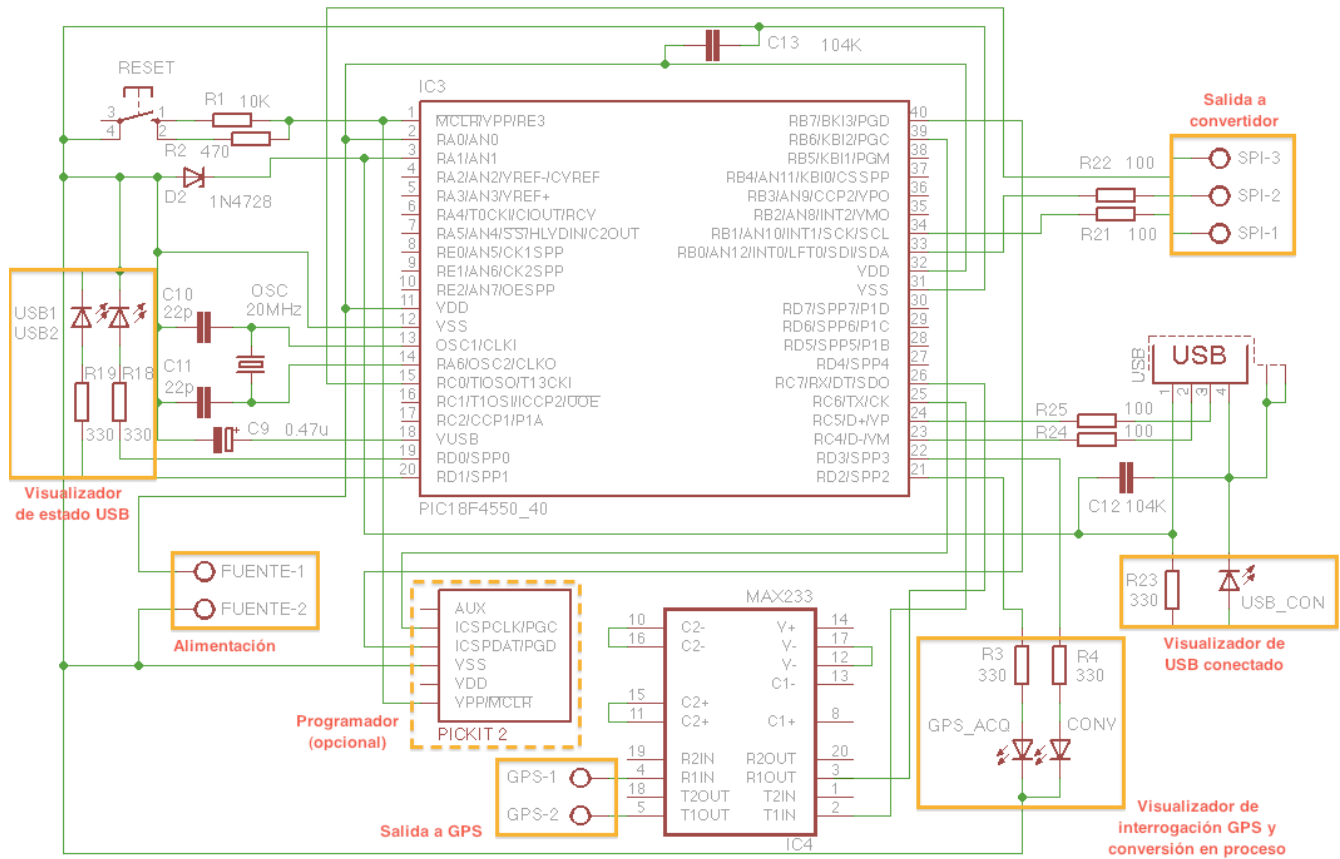 C13 104K
RESET
R1 10K
R2 470
D2 1N4728
3
4
1
2
IC3
1 MCLR/VPP/RE3
2 RA0/AN0
3 RA1/AN1
4 RA2/AN2/VREF-/CVREF
5 RA3/AN3/VREF+
6 RA4/T0CKI/CIOUT/RCV
7 RA5/AN4/SS/HLVDIN/C2OUT
8 RE0/AN5/CK1SPP
9 RE1/AN6/CK2SPP
10 RE2/AN7/OESPP
11 VDD
12 VSS
13 OSC1/CLKI
14 RA6/OSC2/CLKO
15 RC0/TIOSO/T13CKI
16 RC1/T1OSI/ICCP2/UOE
17 RC2/CCP1/P1A
18 VUSB
19 RD0/SPP0
20 RD1/SPP1
RB7/BKI3/PGD 40
RB6/KBI2/PGC 39
RB5/KBI1/PGM 38
RB4/AN11/KBI0/CSSPP 37
RB3/AN9/CCP2/VPO 36
RB2/AN8/INT2/VMO 35
RB1/AN10/INT1/SCK/SCL 34
RB0/AN12/INT0/LFT0/SDI/SDA 33
VDD 32
VSS 31
RD7/SPP7/P1D 30
RD6/SPP6/P1C 29
RD5/SPP5/P1B 28
RD4/SPP4 27
RC7/RX/DT/SDO 26
RC6/TX/CK 25
RC5/D+/VP 24
RC4/D-/VM 23
RD3/SPP3 22
RD2/SPP2 21
PIC18F4550_40
Salida a
convertidor
SPI-3
SPI-2
SPI-1
R22 100
R21 100
USB1
USB2
R19
R18
330
330
C10
22p
C11
22p
OSC
20MHz
C9 0.47u
Visualizador
de estado USB
USB
USB
1 2 3 4
R25 100
R24 100
C12 104K
R23
330
USB_CON
Visualizador de
USB conectado
FUENTE-1
FUENTE-2
Alimentación
AUX
ICSPCLK/PGC
ICSPDAT/PGD
VSS
VDD
VPP/MCLR
PICKIT 2
Programador
(opcional)
MAX233
10 C2-
16 C2-
15 C2+
11 C2+
19 R2IN
4 R1IN
18 T2OUT
5 T1OUT
V+ 14
V- 17
V- 12
C1- 13
C1+ 8
R2OUT 20
R1OUT 3
T2IN 1
T1IN 2
IC4
GPS-1
GPS-2
Salida a GPS
R3
330
R4
330
GPS_ACQ
CONV
Visualizador de
interrogación GPS y
conversión en proceso